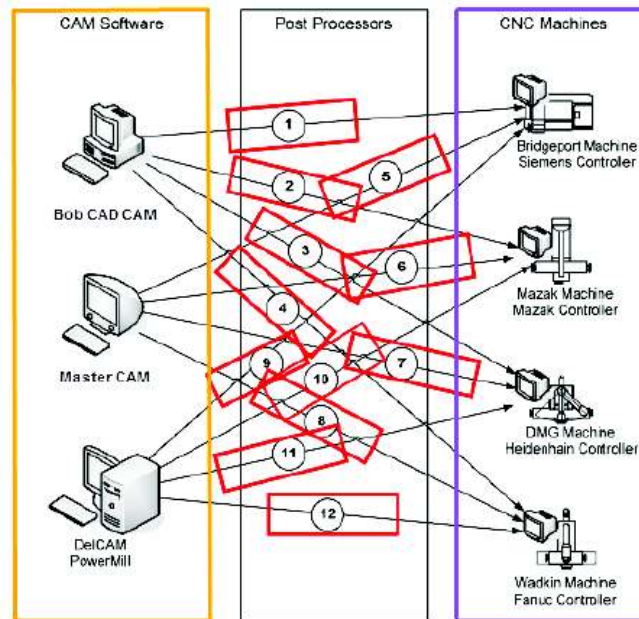 CAM Software
Post Processors
CNC Machines
1
Bridgeport Machine
Siemens Controller
2
5
Bob CAD CAM
3
6
Mazak Machine
Mazak Controller
4
Master CAM
9
7
10
8
DMG Machine
Heidenhain Controller
11
12
DelCAM
PowerMill
Wadkin Machine
Fanuc Controller